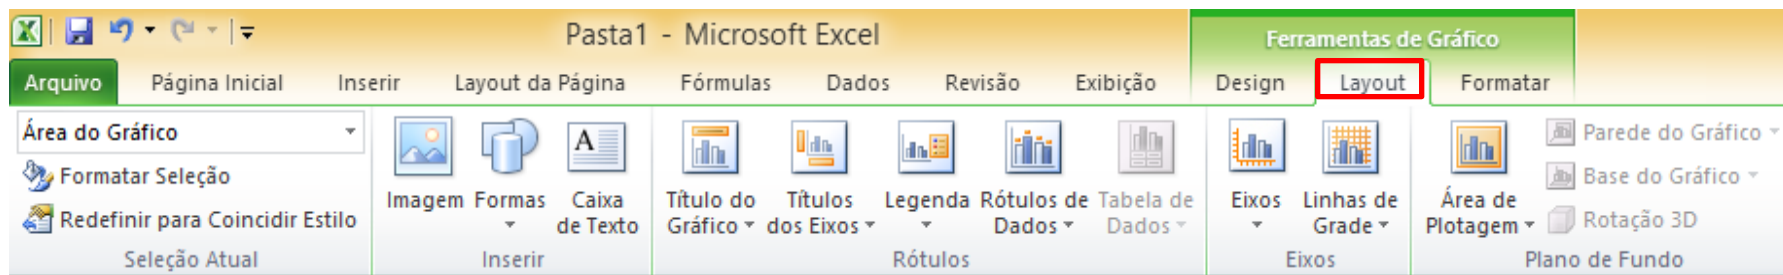 Pasta1 - Microsoft Excel
Ferramentas de Gráfico
Arquivo Página Inicial Inserir Layout da Página Fórmulas Dados Revisão Exibição Design Layout Formatar
Área do Gráfico
Formatar Seleção
Redefinir para Coincidir Estilo
Seleção Atual
Imagem
Formas
Caixa
de Texto
Inserir
Título do
Gráfico
Títulos
dos Eixos
Legenda
Rótulos de
Dados
Tabela de
Dados
Rótulos
Eixos
Linhas de
Grade
Eixos
Área de
Plotagem
Parede do Gráfico
Base do Gráfico
Rotação 3D
Plano de Fundo